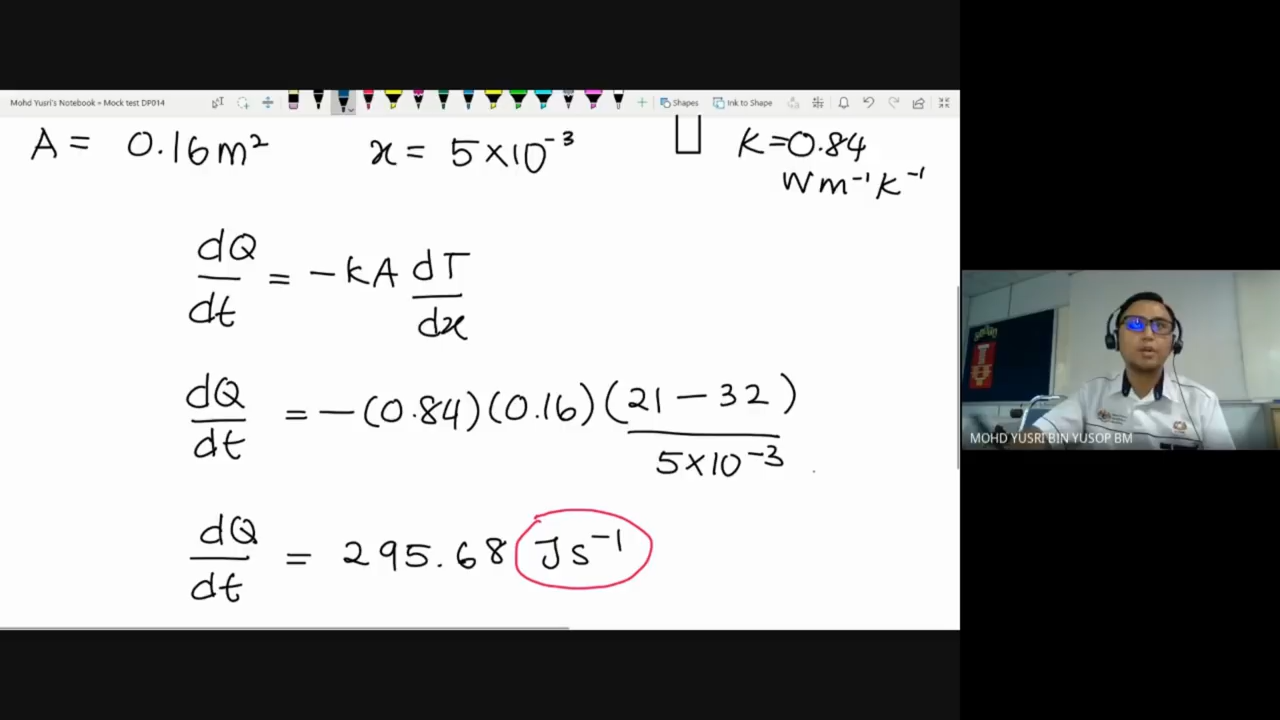 Mohd Yusri's Notebook » Mock test DP014
Shapes
Ink to Shape
A = 0.16m²
x = 5×10⁻³
K=0.84
Wm⁻¹K⁻¹
dQ/dt = -kA dT/dx
dQ/dt = -(0.84)(0.16)(21-32)/5×10⁻³
dQ/dt = 295.68 Js⁻¹
MOHD YUSRI BIN YUSOP BM